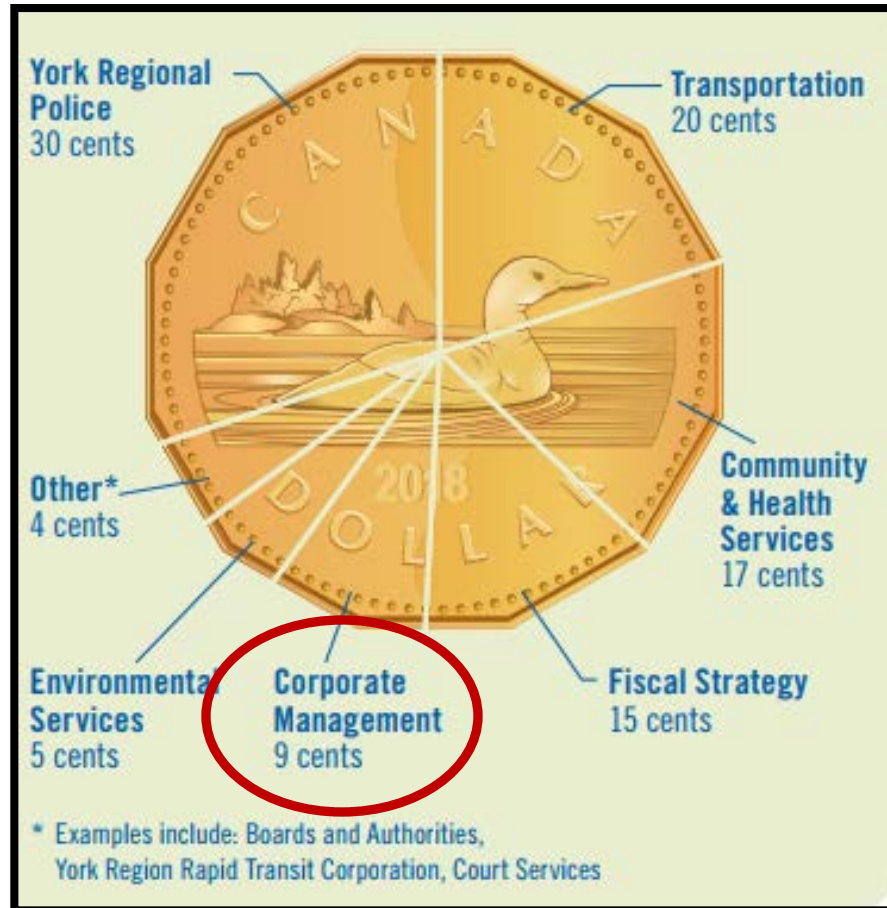 York Regional
Police
30 cents
Transportation
20 cents
CANADA
2018
DOLLAR
Other*
4 cents
Community
& Health
Services
17 cents
Environmental
Services
5 cents
Corporate
Management
9 cents
Fiscal Strategy
15 cents
* Examples include: Boards and Authorities,
York Region Rapid Transit Corporation, Court Services